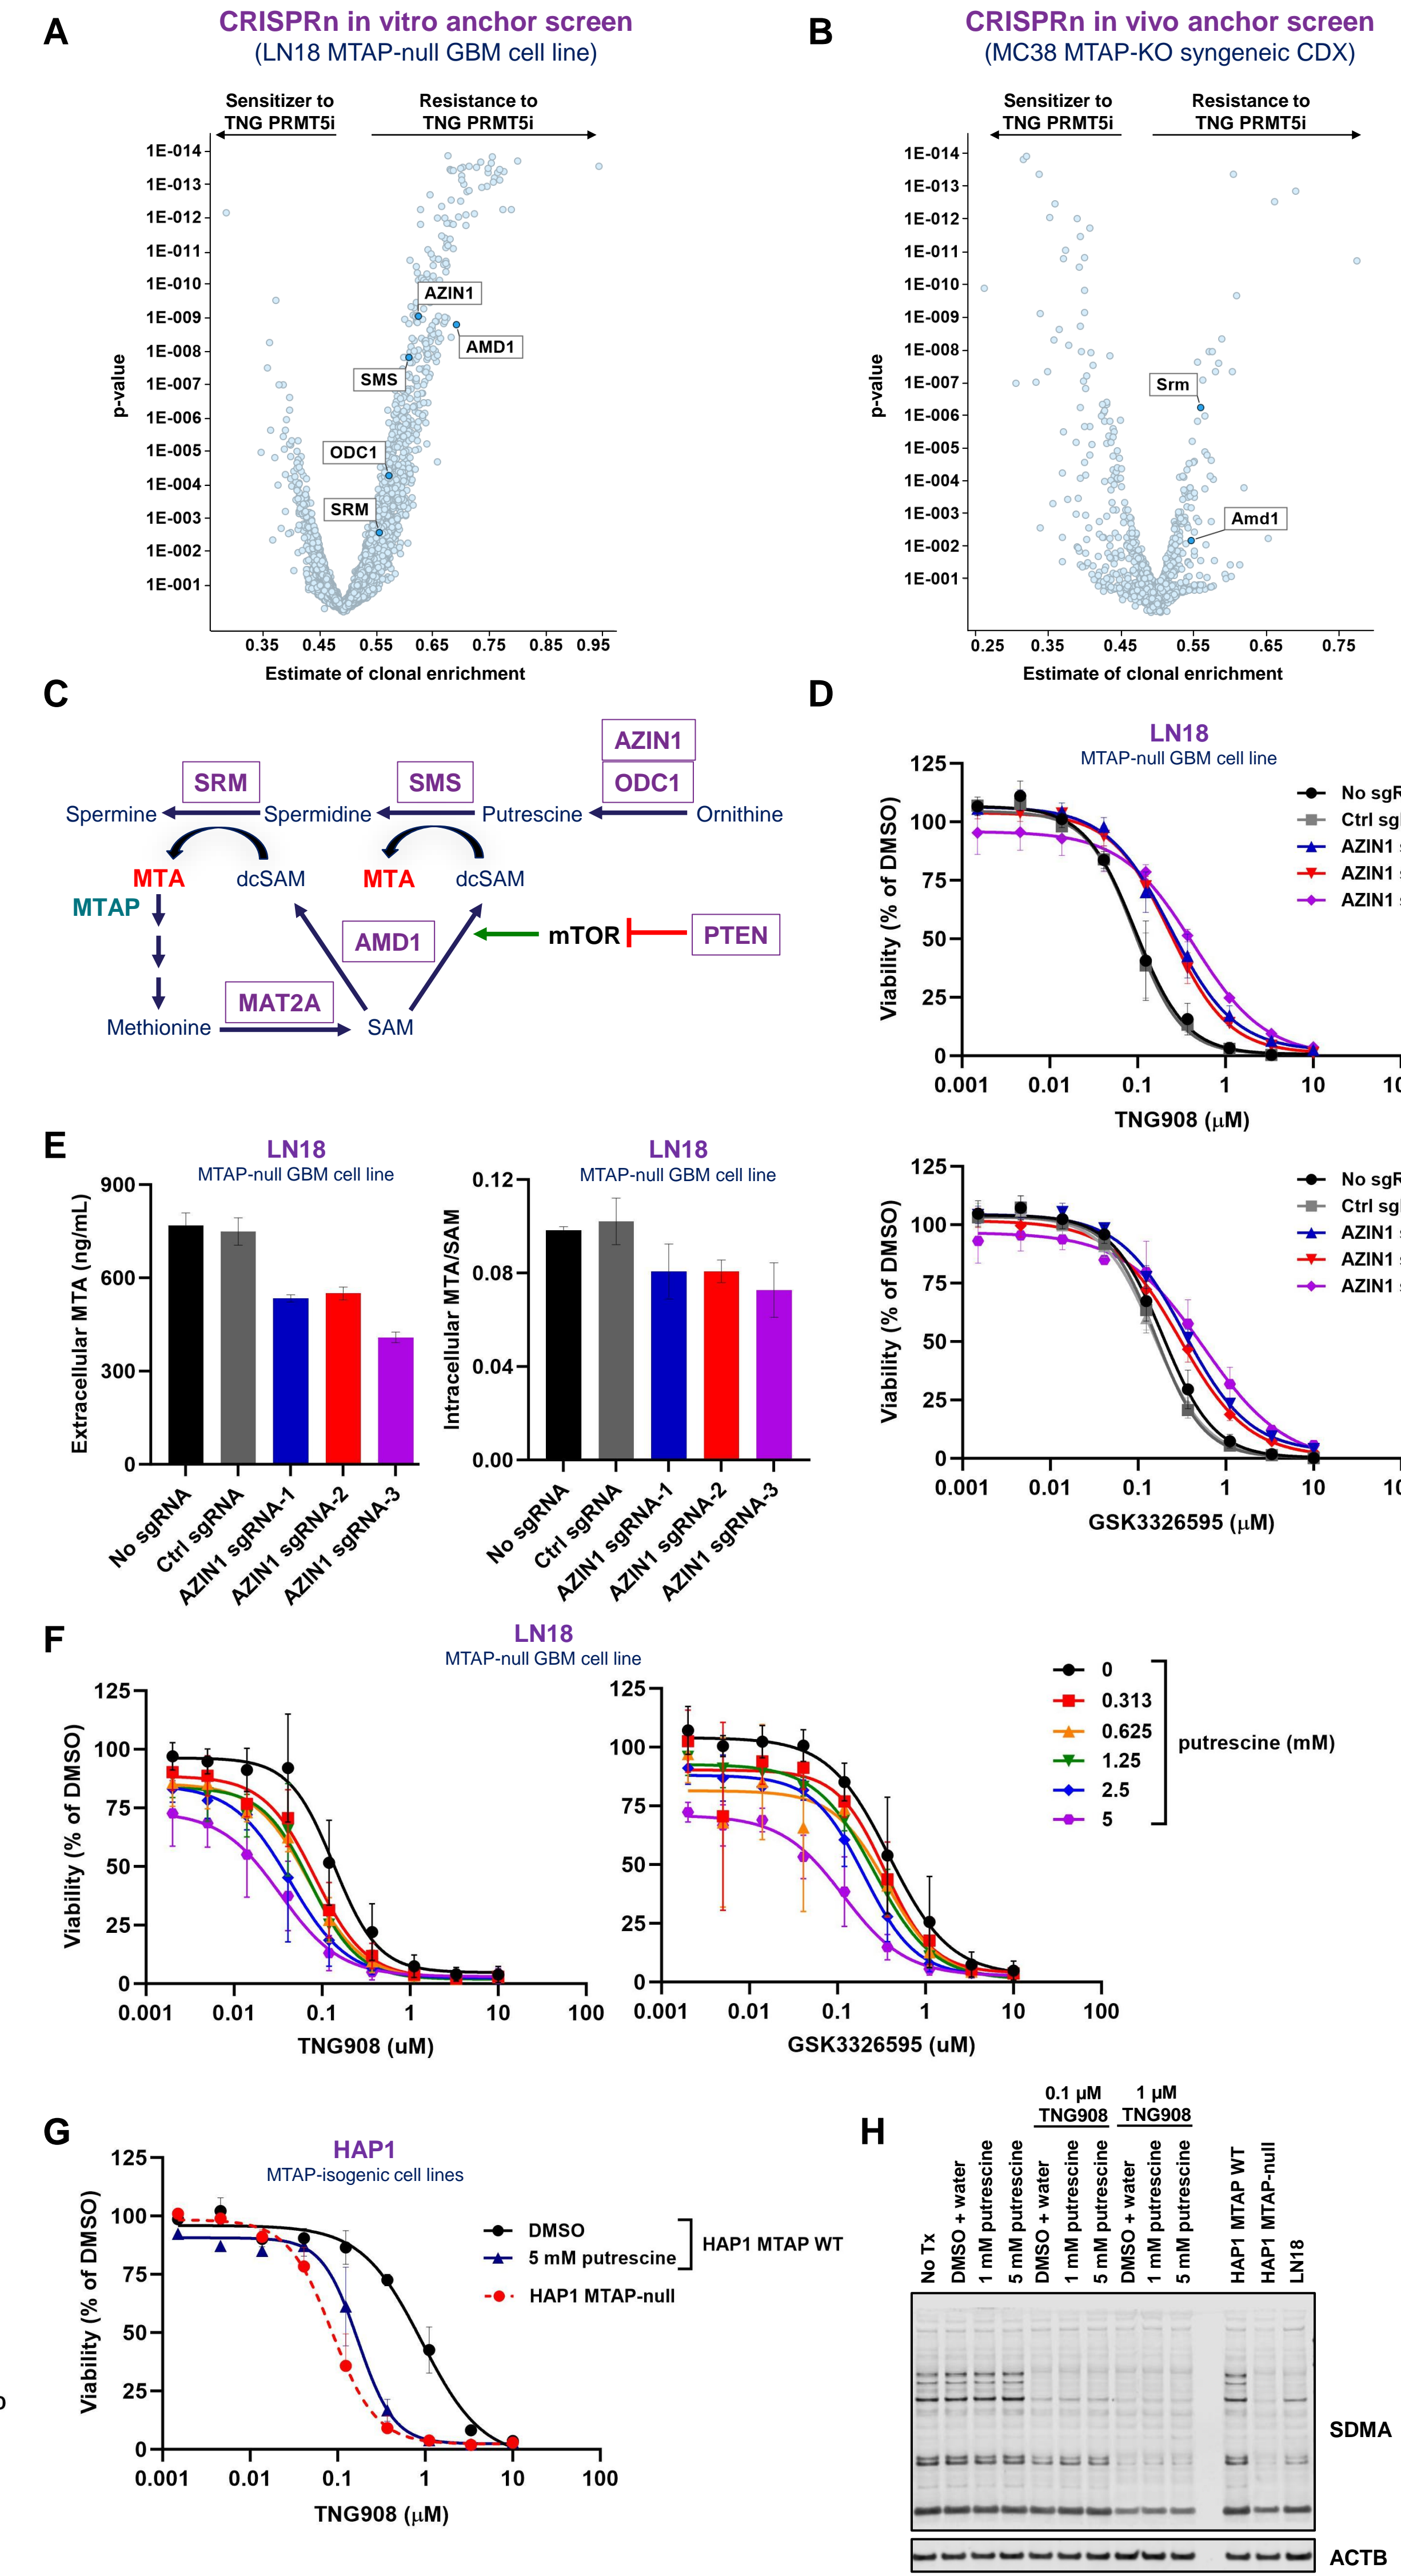 A
CRISPRn in vitro anchor screen
(LN18 MTAP-null GBM cell line)
Sensitizer to
TNG PRMT5i
Resistance to
TNG PRMT5i
1E-014
1E-013
1E-012
1E-011
1E-010
1E-009
1E-008
1E-007
1E-006
1E-005
1E-004
1E-003
1E-002
1E-001
p-value
AZIN1
AMD1
SMS
ODC1
SRM
0.35 0.45 0.55 0.65 0.75 0.85 0.95
Estimate of clonal enrichment
B
CRISPRn in vivo anchor screen
(MC38 MTAP-KO syngeneic CDX)
Sensitizer to
TNG PRMT5i
Resistance to
TNG PRMT5i
1E-014
1E-013
1E-012
1E-011
1E-010
1E-009
1E-008
1E-007
1E-006
1E-005
1E-004
1E-003
1E-002
1E-001
p-value
Srm
Amd1
0.25 0.35 0.45 0.55 0.65 0.75
Estimate of clonal enrichment
C
AZIN1
SRM SMS ODC1
Spermine Spermidine Putrescine Ornithine
MTA dcSAM MTA dcSAM
MTAP
AMD1 mTOR PTEN
MAT2A
Methionine SAM
D
LN18
MTAP-null GBM cell line
125
100
75
50
25
0
Viability (% of DMSO)
No sgR
Ctrl sg
AZIN1 s
AZIN1 s
AZIN1 s
0.001 0.01 0.1 1 10 10
TNG908 (µM)
125
100
75
50
25
0
Viability (% of DMSO)
No sgR
Ctrl sg
AZIN1 s
AZIN1 s
AZIN1 s
0.001 0.01 0.1 1 10 10
GSK3326595 (µM)
E
LN18
MTAP-null GBM cell line
900
600
300
0
Extracellular MTA (ng/mL)
No sgRNA
Ctrl sgRNA
AZIN1 sgRNA-1
AZIN1 sgRNA-2
AZIN1 sgRNA-3
LN18
MTAP-null GBM cell line
0.12
0.08
0.04
0.00
Intracellular MTA/SAM
No sgRNA
Ctrl sgRNA
AZIN1 sgRNA-1
AZIN1 sgRNA-2
AZIN1 sgRNA-3
F
LN18
MTAP-null GBM cell line
125
100
75
50
25
0
Viability (% of DMSO)
0.001 0.01 0.1 1 10 100
TNG908 (uM)
125
100
75
50
25
0
Viability (% of DMSO)
0.001 0.01 0.1 1 10 100
GSK3326595 (uM)
0
0.313
0.625
1.25
2.5
5
putrescine (mM)
G
HAP1
MTAP-isogenic cell lines
125
100
75
50
25
0
Viability (% of DMSO)
DMSO
5 mM putrescine
HAP1 MTAP WT
HAP1 MTAP-null
0.001 0.01 0.1 1 10 100
TNG908 (µM)
H
0.1 µM
TNG908
1 µM
TNG908
No Tx
DMSO + water
1 mM putrescine
5 mM putrescine
DMSO + water
1 mM putrescine
5 mM putrescine
DMSO + water
1 mM putrescine
5 mM putrescine
HAP1 MTAP WT
HAP1 MTAP-null
LN18
SDMA
ACTB